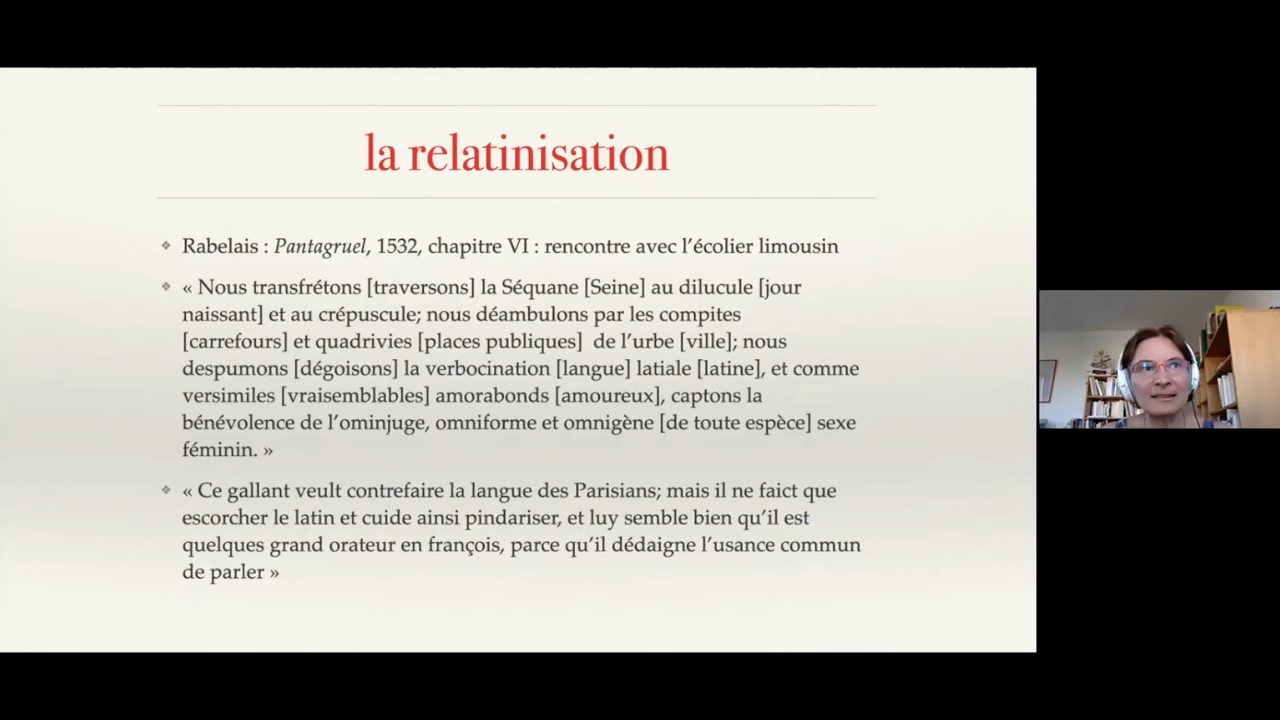 la relatinisation
Rabelais : Pantagruel, 1532, chapitre VI : rencontre avec l’écolier limousin
« Nous transfrétons [traversons] la Séquane [Seine] au dilucule [jour
naissant] et au crépuscule; nous déambulons par les compites
[carrefours] et quadrivies [places publiques] de l’urbe [ville]; nous
despumons [dégoisons] la verbocination [langue] latiale [latine], et comme
versimiles [vraisemblables] amorabonds [amoureux], captons la
bénévolence de l’ominjuge, omniforme et omnigène [de toute espèce] sexe
féminin. »
« Ce gallant veult contrefaire la langue des Parisians; mais il ne faict que
escorcher le latin et cuide ainsi pindariser, et luy semble bien qu’il est
quelques grand orateur en françois, parce qu’il dédaigne l’usance commun
de parler »